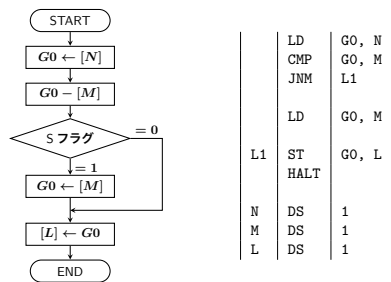 START
G0 ← [N]
G0 − [M]
S フラグ
= 0
= 1
G0 ← [M]
[L] ← G0
END
LD G0, N
CMP G0, M
JNM L1
LD G0, M
L1 ST G0, L
HALT
N DS 1
M DS 1
L DS 1